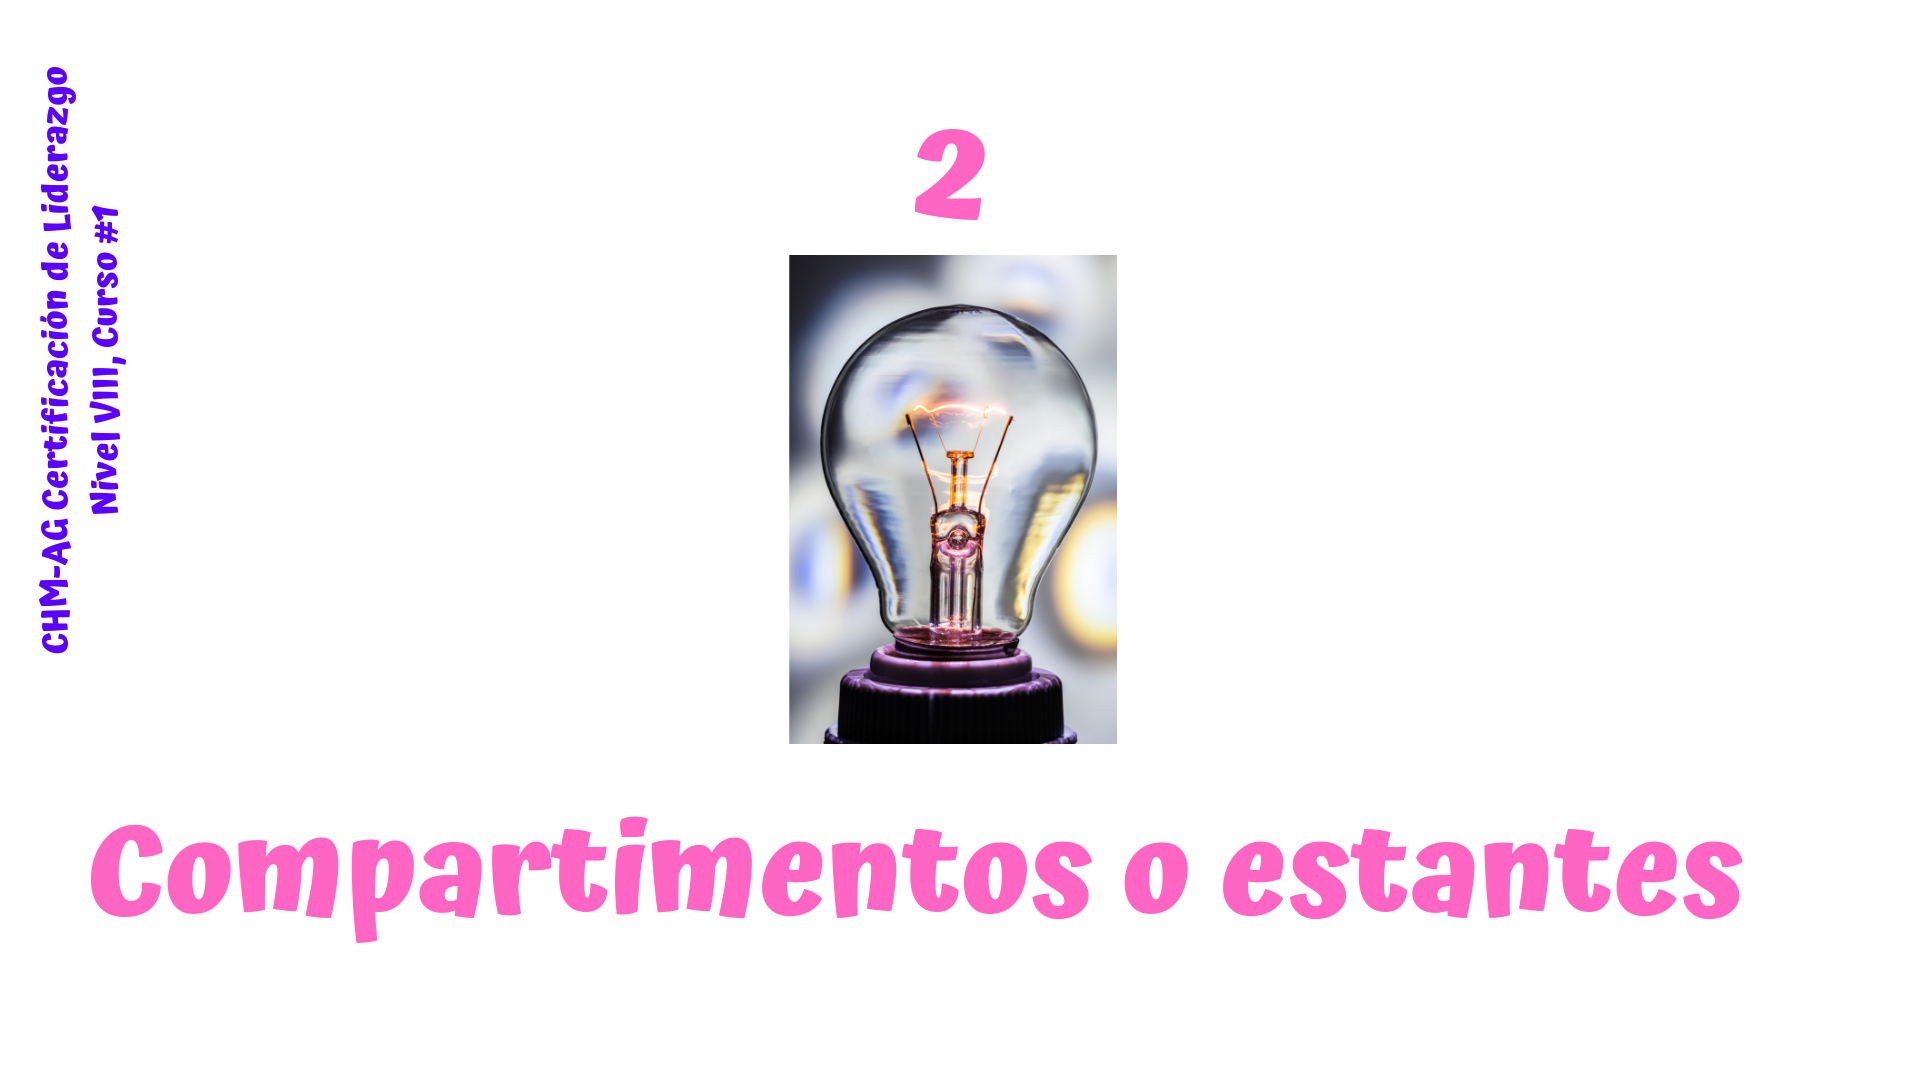 CHM-AG Certificación de Liderazgo
Nivel VIII, Curso #1
2
Compartimentos o estantes